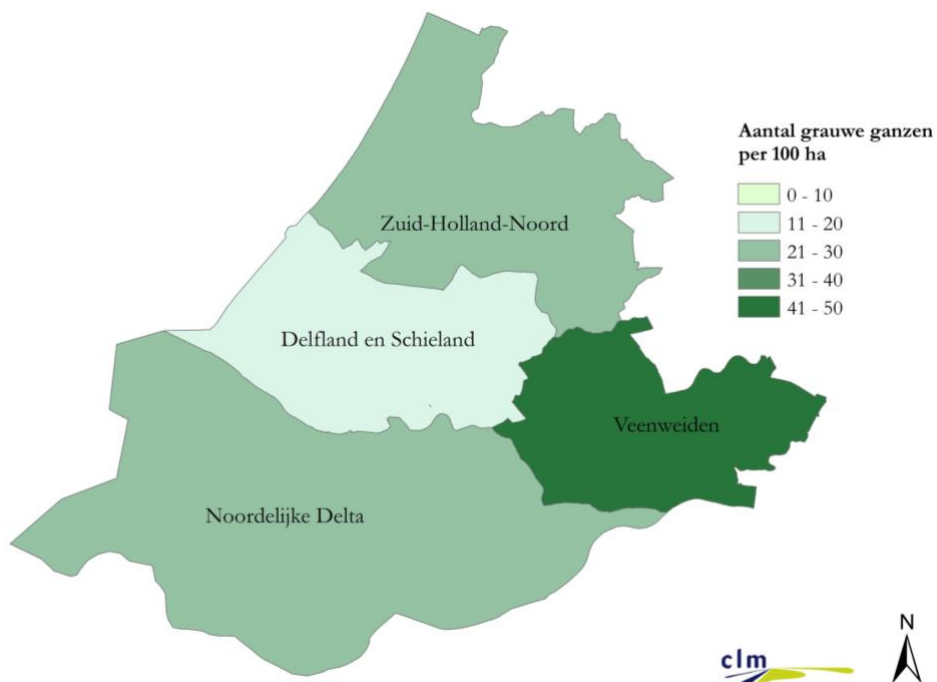 Aantal grauwe ganzen
per 100 ha
0 - 10
11 - 20
21 - 30
31 - 40
41 - 50
Zuid-Holland-Noord
Delfland en Schieland
Veenweiden
Noordelijke Delta
clm
N